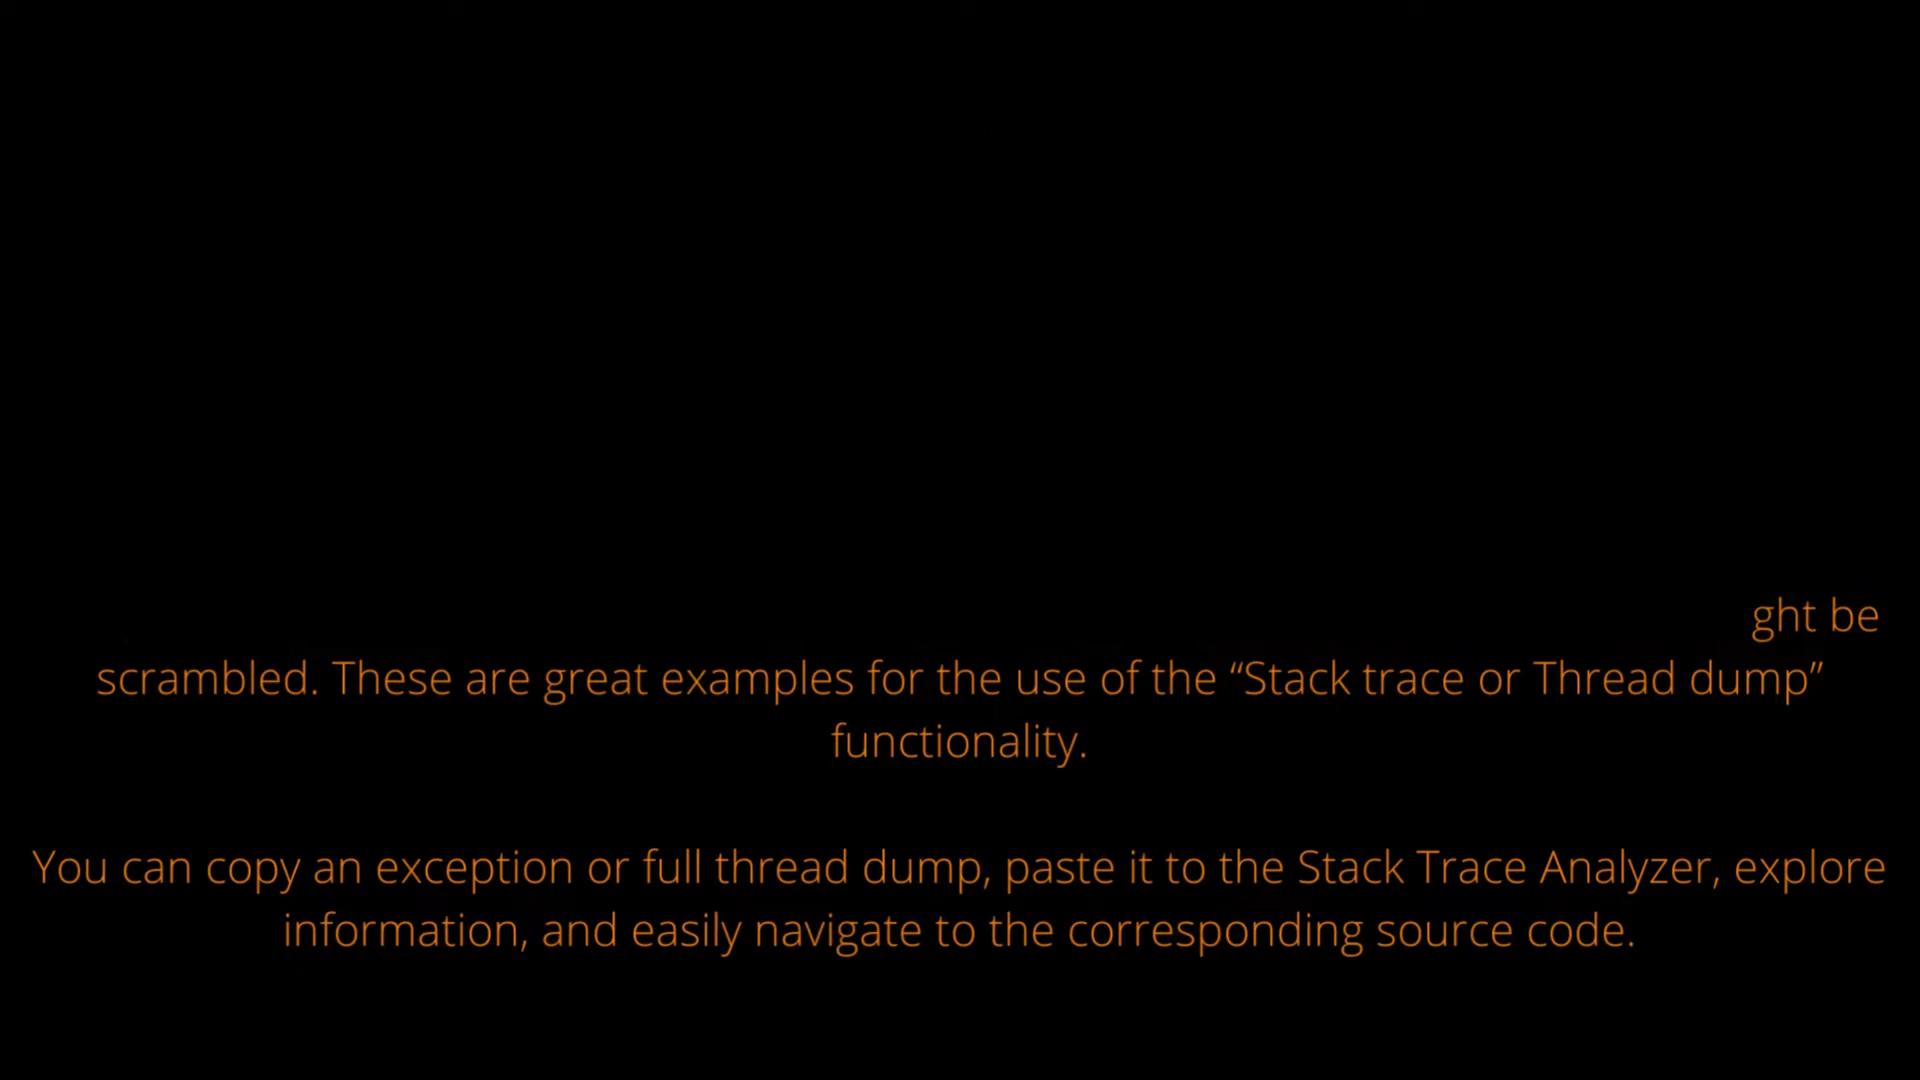 ght be
scrambled. These are great examples for the use of the “Stack trace or Thread dump”
functionality.
You can copy an exception or full thread dump, paste it to the Stack Trace Analyzer, explore
information, and easily navigate to the corresponding source code.